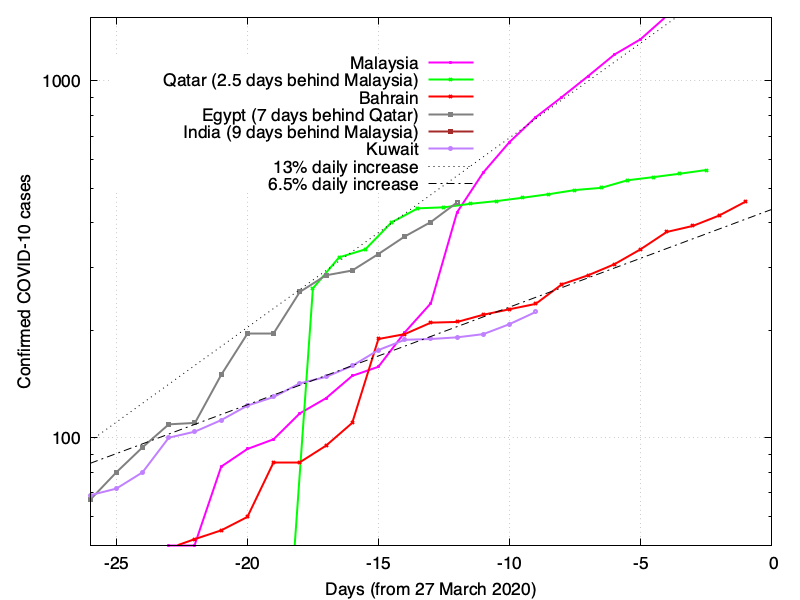 Malaysia
Qatar (2.5 days behind Malaysia)
Bahrain
Egypt (7 days behind Qatar)
India (9 days behind Malaysia)
Kuwait
13% daily increase
6.5% daily increase
1000
100
Confirmed COVID-10 cases
-25 -20 -15 -10 -5 0
Days (from 27 March 2020)